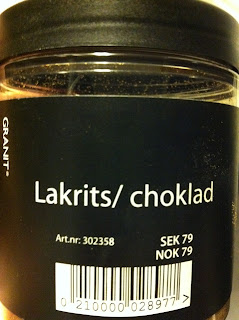 GRANIT®
Lakrits/ choklad
Art.nr: 302358
SEK 79
NOK 79
0 210000 028977 >